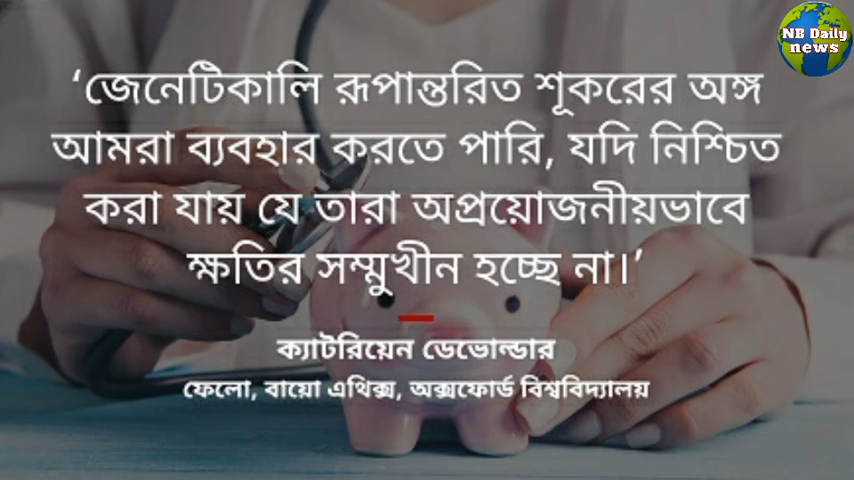 NB Daily
news
‘জেনেটিকালি রূপান্তরিত শূকরের অঙ্গ
আমরা ব্যবহার করতে পারি, যদি নিশ্চিত
করা যায় যে তারা অপ্রয়োজনীয়ভাবে
ক্ষতির সম্মুখীন হচ্ছে না।’
ক্যাটরিয়েন ডেভোল্ডার
ফেলো, বায়ো এথিক্স, অক্সফোর্ড বিশ্ববিদ্যালয়